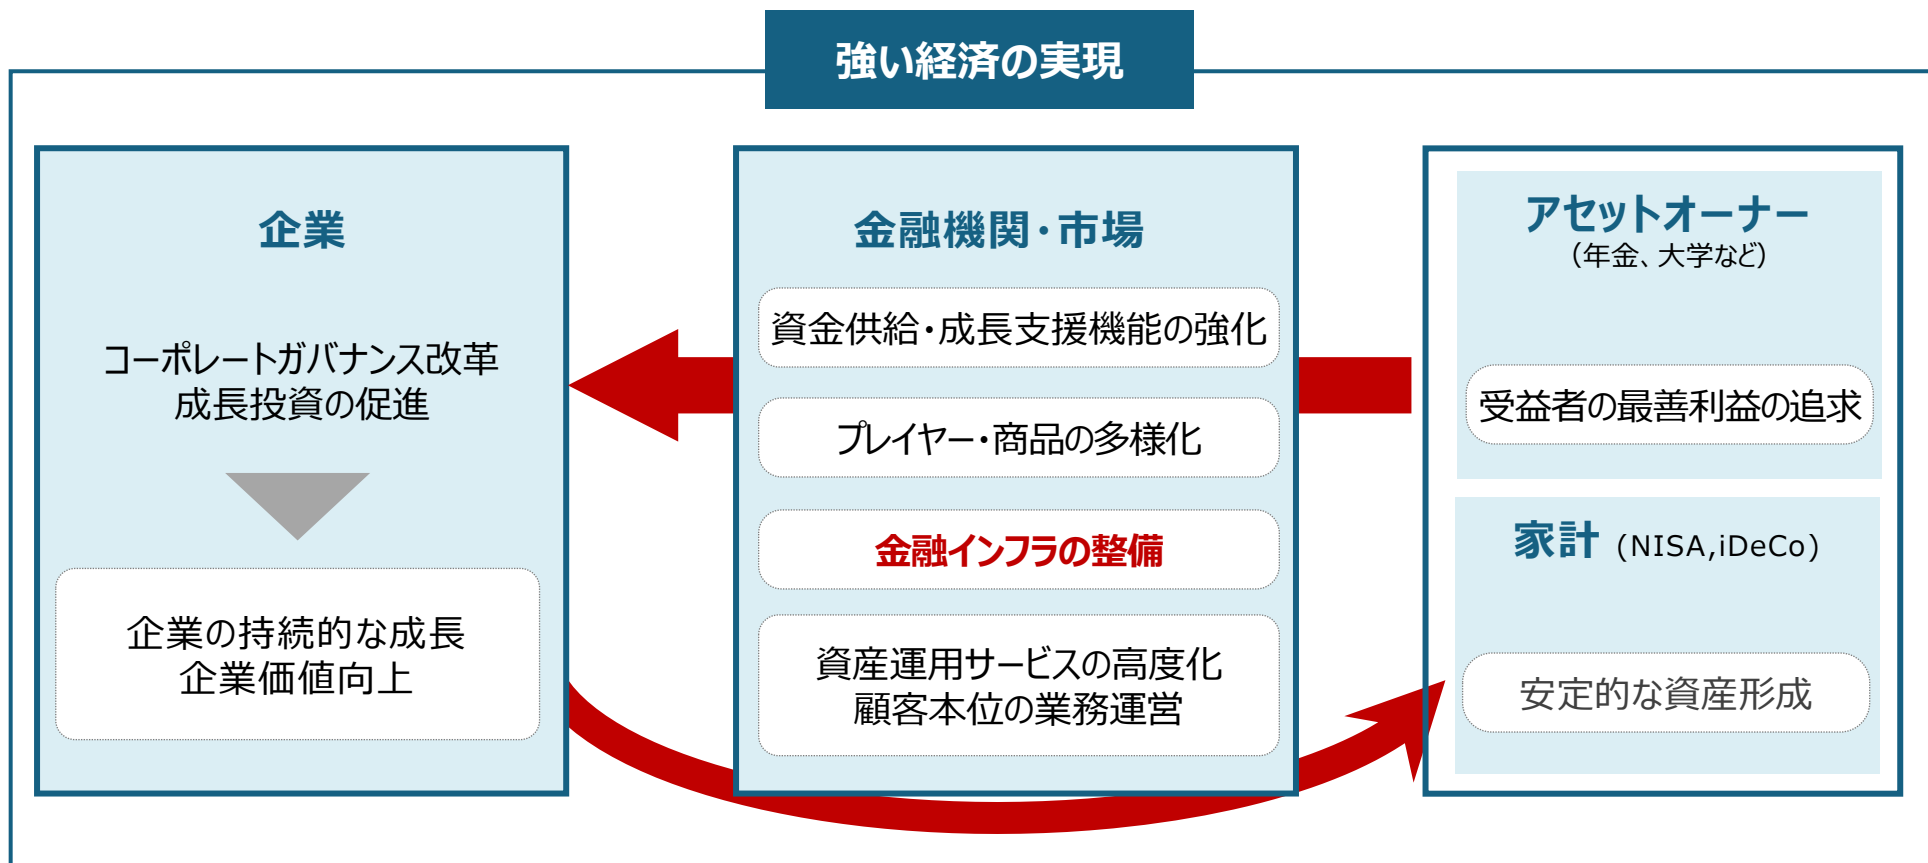 強い経済の実現
企業
コーポレートガバナンス改革
成長投資の促進
企業の持続的な成長
企業価値向上
金融機関・市場
資金供給・成長支援機能の強化
プレイヤー・商品の多様化
金融インフラの整備
資産運用サービスの高度化
顧客本位の業務運営
アセットオーナー
（年金、大学など）
受益者の最善利益の追求
家計 (NISA,iDeCo)
安定的な資産形成